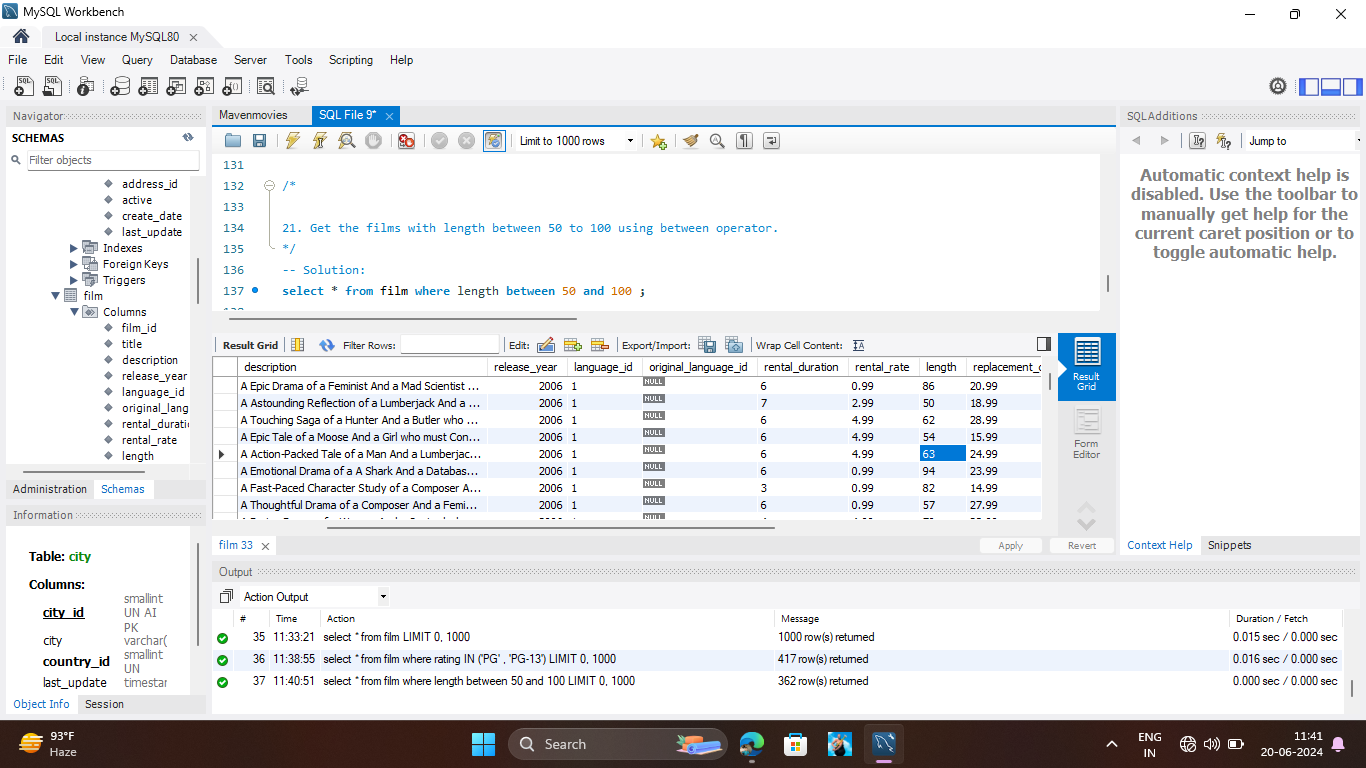 MySQL Workbench
Local instance MySQL80
File Edit View Query Database Server Tools Scripting Help
Navigator
SCHEMAS
Filter objects
address_id
active
create_date
last_update
Indexes
Foreign Keys
Triggers
film
Columns
film_id
title
description
release_year
language_id
original_lang
rental_duratio
rental_rate
length
Administration Schemas
Information
Table: city
Columns:
city_id smallint UN AI PK
city varchar(
country_id smallint UN
last_update timestar
Object Info Session
Mavenmovies SQL File 9*
Limit to 1000 rows
131
132 /*
133
134 21. Get the films with length between 50 to 100 using between operator.
135 */
136 -- Solution:
137 select * from film where length between 50 and 100 ;
Result Grid Filter Rows: Edit: Export/Import: Wrap Cell Content:
description release_year language_id original_language_id rental_duration rental_rate length replacement_c
A Epic Drama of a Feminist And a Mad Scientist ... 2006 1 NULL 6 0.99 86 20.99
A Astounding Reflection of a Lumberjack And a ... 2006 1 NULL 7 2.99 50 18.99
A Touching Saga of a Hunter And a Butler who ... 2006 1 NULL 6 4.99 62 28.99
A Epic Tale of a Moose And a Girl who must Con... 2006 1 NULL 6 4.99 54 15.99
A Action-Packed Tale of a Man And a Lumberjac... 2006 1 NULL 6 4.99 63 24.99
A Emotional Drama of a A Shark And a Databas... 2006 1 NULL 6 0.99 94 23.99
A Fast-Paced Character Study of a Composer A... 2006 1 NULL 3 0.99 82 14.99
A Thoughtful Drama of a Composer And a Femi... 2006 1 NULL 6 0.99 57 27.99
Result Grid
Form Editor
film 33
Apply Revert
Output
Action Output
# Time Action Message Duration / Fetch
35 11:33:21 select * from film LIMIT 0, 1000 1000 row(s) returned 0.015 sec / 0.000 sec
36 11:38:55 select * from film where rating IN ('PG' , 'PG-13') LIMIT 0, 1000 417 row(s) returned 0.016 sec / 0.000 sec
37 11:40:51 select * from film where length between 50 and 100 LIMIT 0, 1000 362 row(s) returned 0.000 sec / 0.000 sec
SQLAdditions
Jump to
Automatic context help is
disabled. Use the toolbar to
manually get help for the
current caret position or to
toggle automatic help.
Context Help Snippets
93°F
Haze
Search
ENG
IN
11:41
20-06-2024